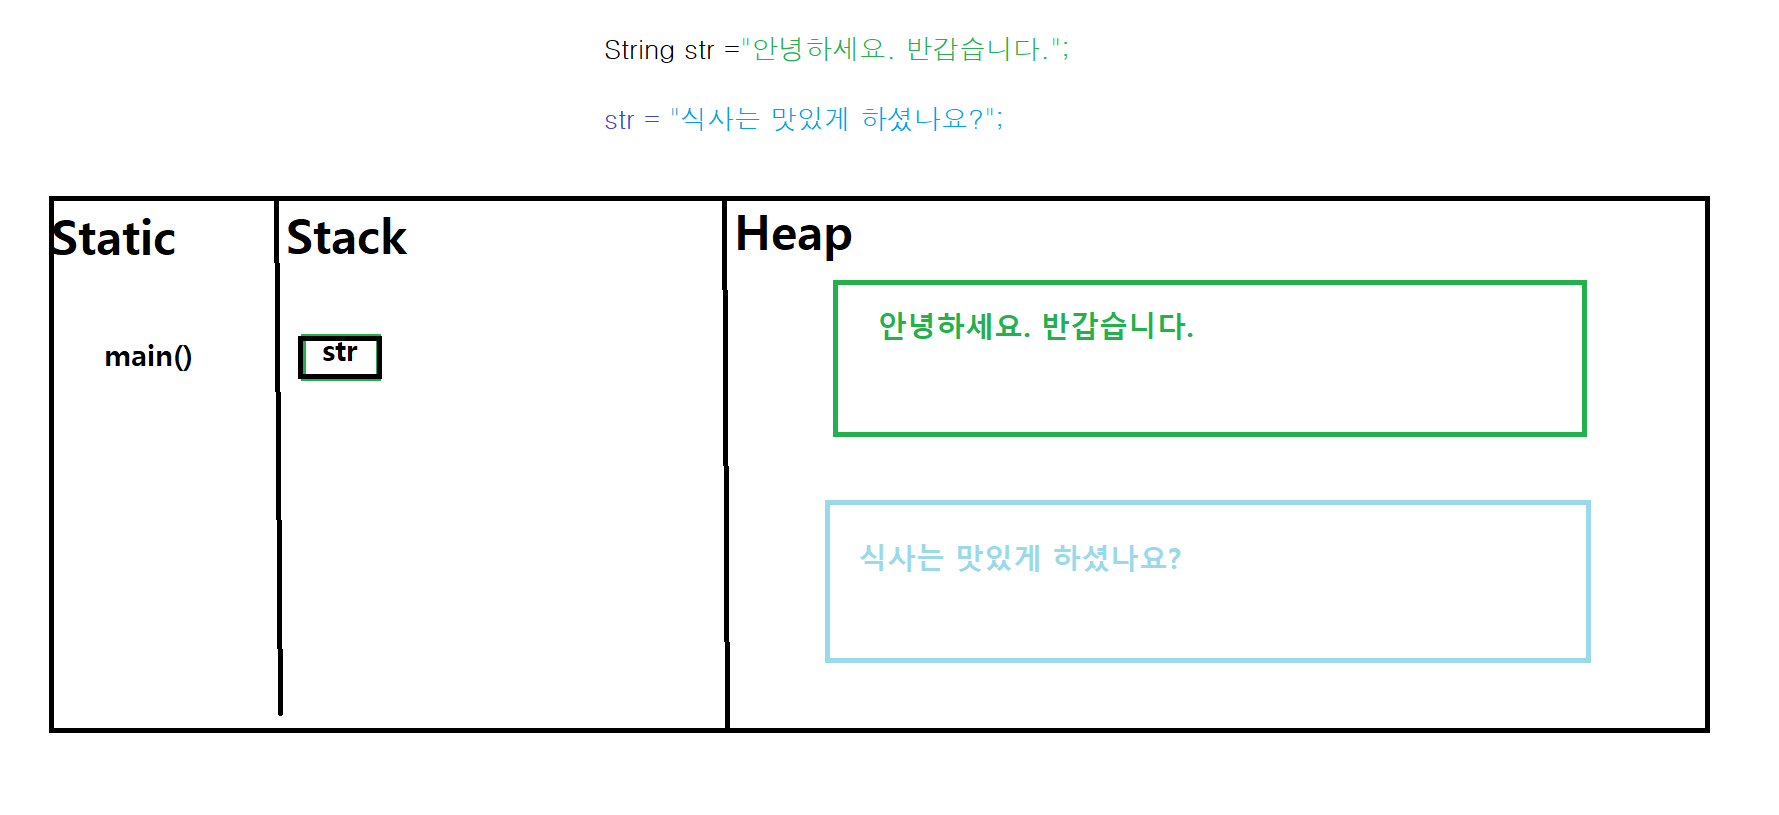 String str ="안녕하세요. 반갑습니다.";
str = "식사는 맛있게 하셨나요?";
Static
Stack
Heap
안녕하세요. 반갑습니다.
main()
str
식사는 맛있게 하셨나요?